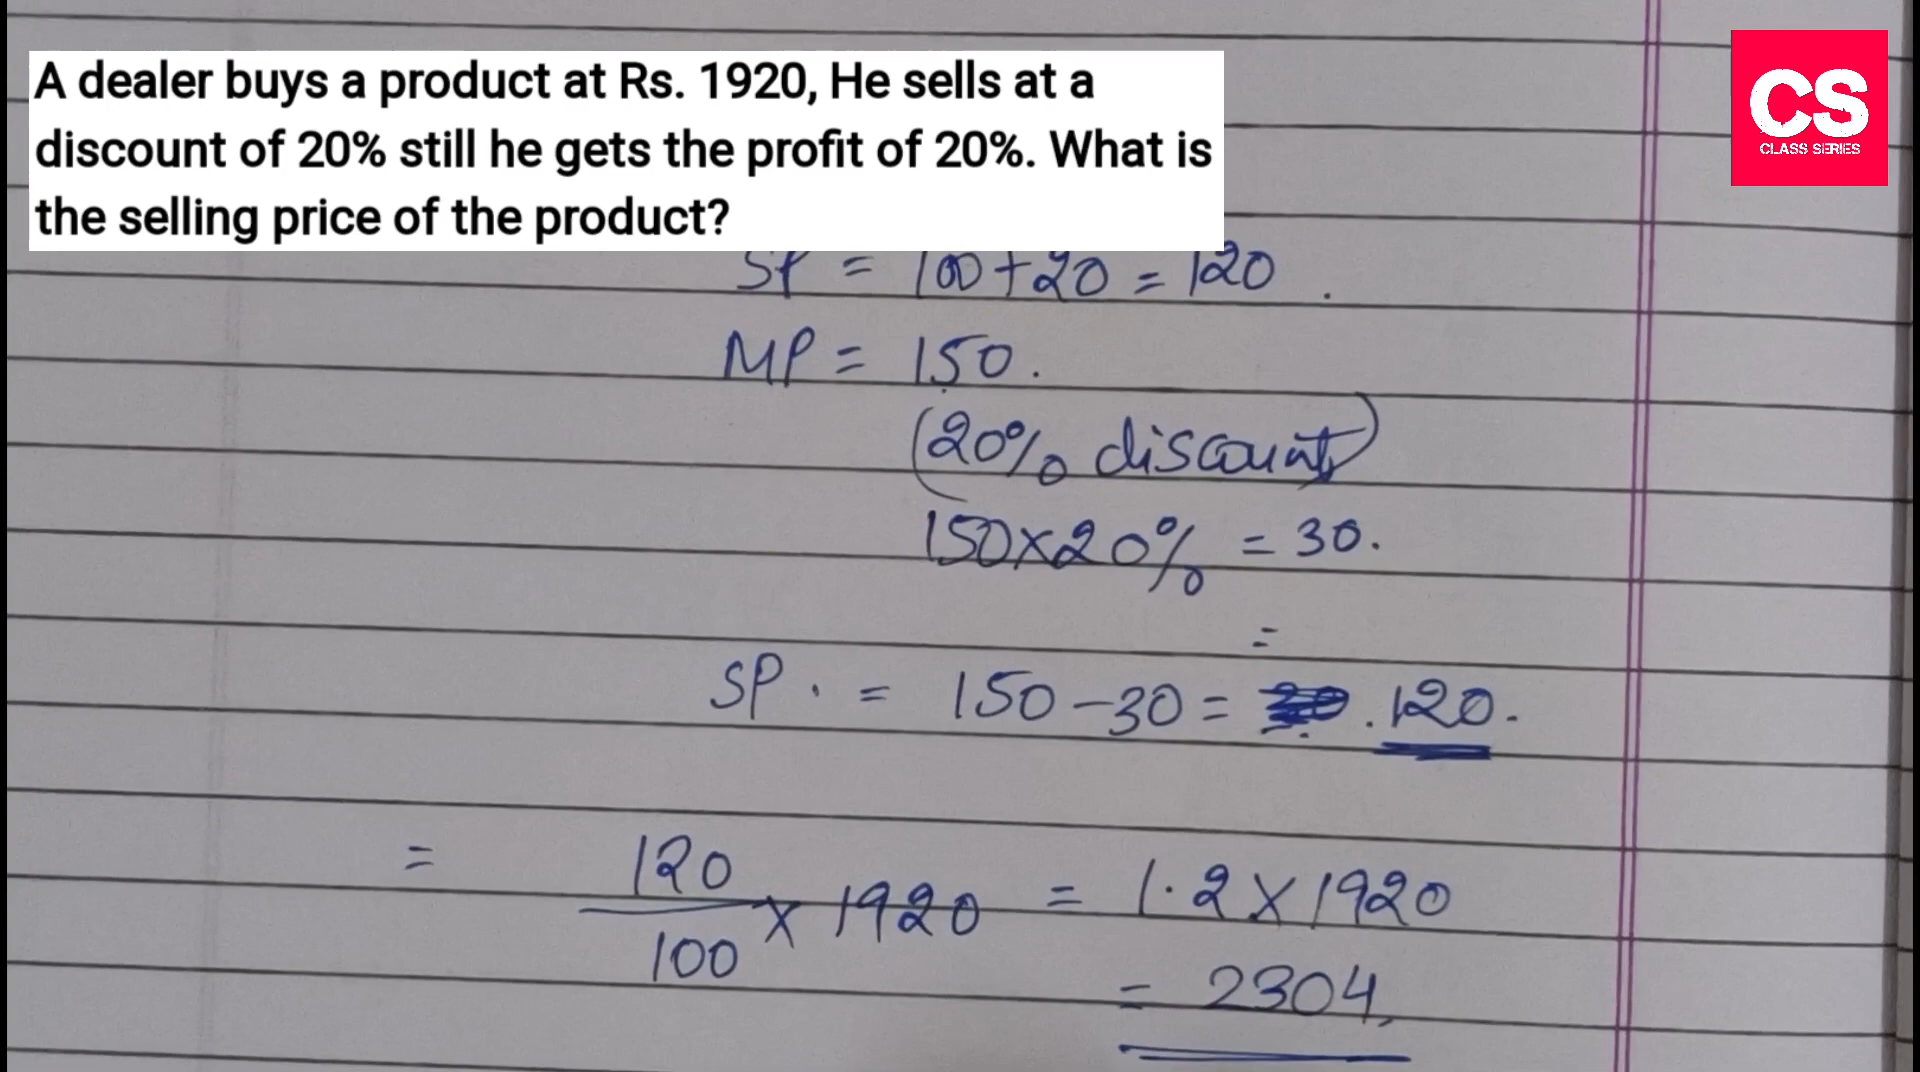 A dealer buys a product at Rs. 1920, He sells at a
discount of 20% still he gets the profit of 20%. What is
the selling price of the product?
CS
CLASS SERIES
SP = 100+20 = 120.
MP = 150.
(20% discount)
150x20% = 30.
=
SP. = 150-30 = . 120.
= 120/100 x 1920 = 1.2 x 1920
= 2304,